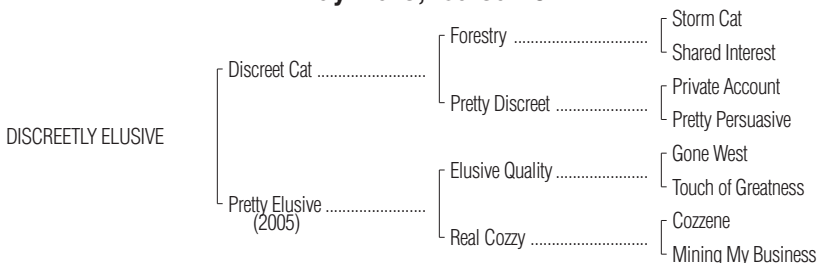 Forestry
Storm Cat
Shared Interest
Discreet Cat
Pretty Discreet
Private Account
Pretty Persuasive
DISCREETLY ELUSIVE
Elusive Quality
Gone West
Touch of Greatness
Pretty Elusive
(2005)
Real Cozzy
Cozzene
Mining My Business